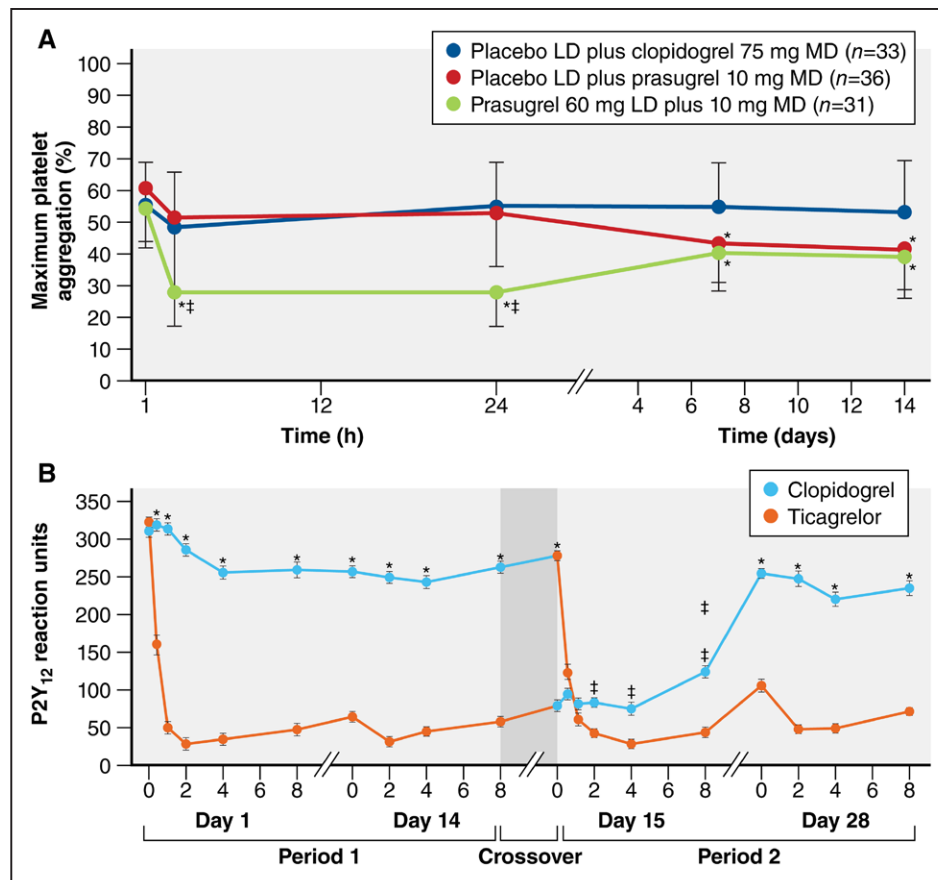 A
Placebo LD plus clopidogrel 75 mg MD (n=33)
Placebo LD plus prasugrel 10 mg MD (n=36)
Prasugrel 60 mg LD plus 10 mg MD (n=31)
Maximum platelet
aggregation (%)
100
90
80
70
60
50
40
30
20
10
0
*‡
*‡
*
*
*
*
1 12 24 4 6 8 10 12 14
Time (h) Time (days)
B
Clopidogrel
Ticagrelor
P2Y₁₂ reaction units
350
300
250
200
150
100
50
0
* * * * * * * * * * * * * *
‡ ‡ ‡ ‡
0 2 4 6 8 0 2 4 6 8 0 2 4 8 0 2 4 6 8
Day 1 Day 14 Day 15 Day 28
Period 1 Crossover Period 2